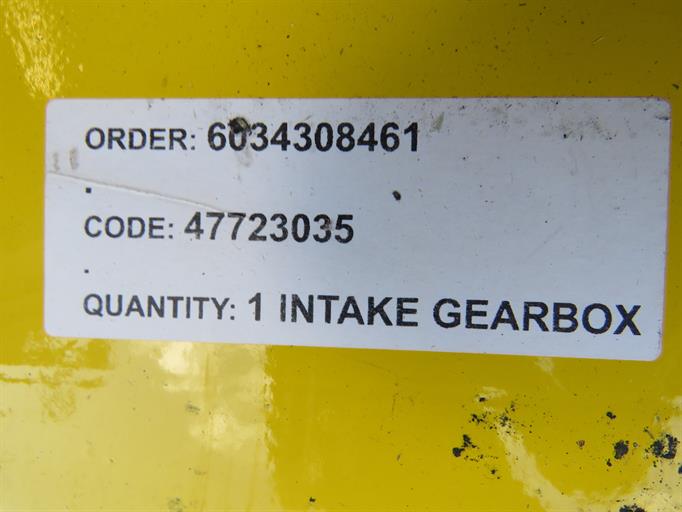 ORDER: 6034308461
.
CODE: 47723035
.
QUANTITY: 1 INTAKE GEARBOX